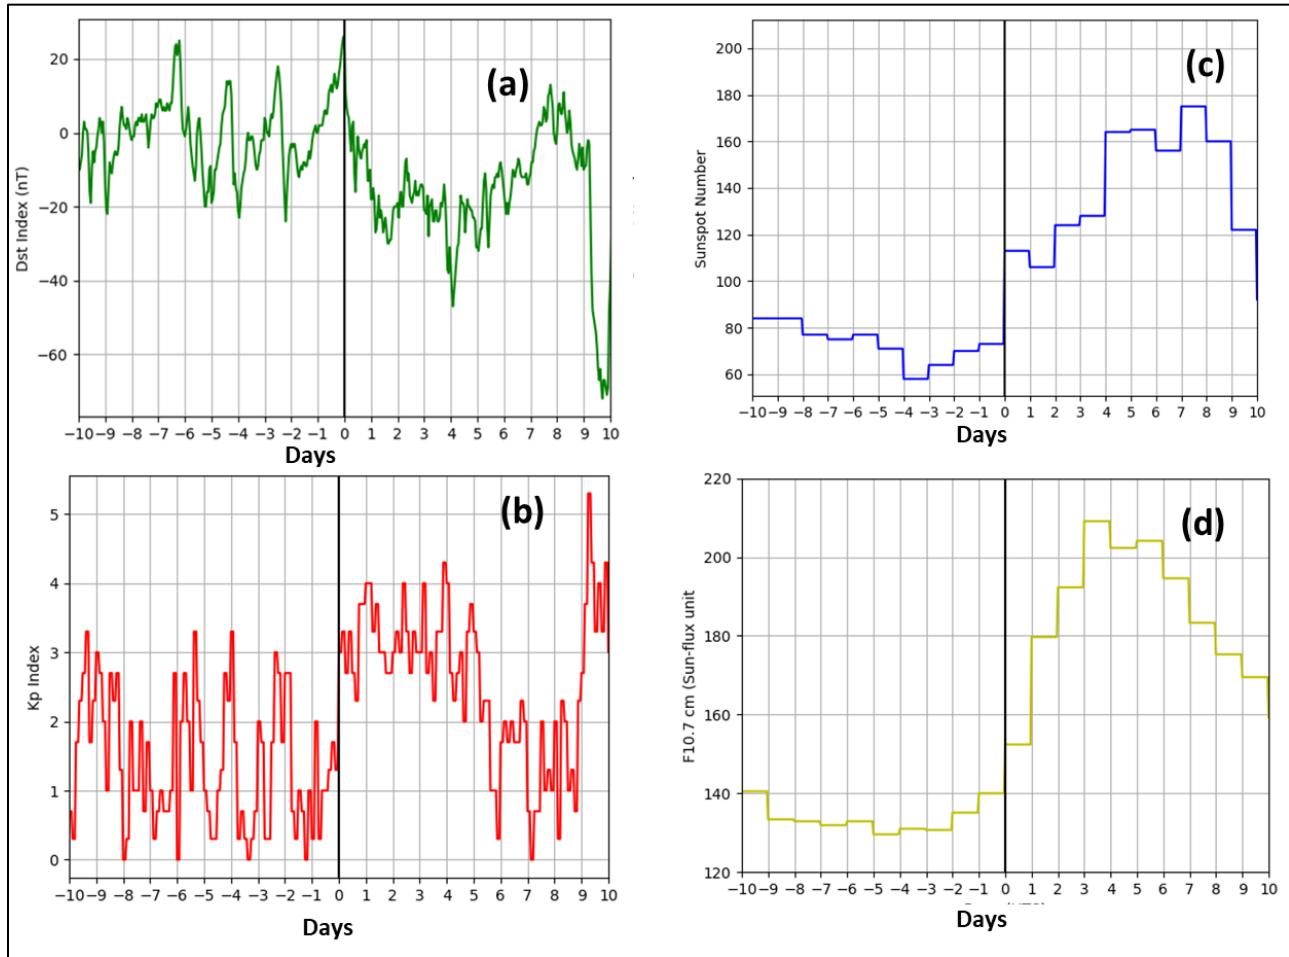 (a)
20
0
−20
−40
−60
Dst Index (nT)
−10 −9 −8 −7 −6 −5 −4 −3 −2 −1 0 1 2 3 4 5 6 7 8 9 10
Days
(c)
200
180
160
140
120
100
80
60
Sunspot Number
−10 −9 −8 −7 −6 −5 −4 −3 −2 −1 0 1 2 3 4 5 6 7 8 9 10
Days
(b)
5
4
3
2
1
0
Kp Index
−10 −9 −8 −7 −6 −5 −4 −3 −2 −1 0 1 2 3 4 5 6 7 8 9 10
Days
(d)
220
200
180
160
140
120
F10.7 cm (Sun-flux unit
−10 −9 −8 −7 −6 −5 −4 −3 −2 −1 0 1 2 3 4 5 6 7 8 9 10
Days